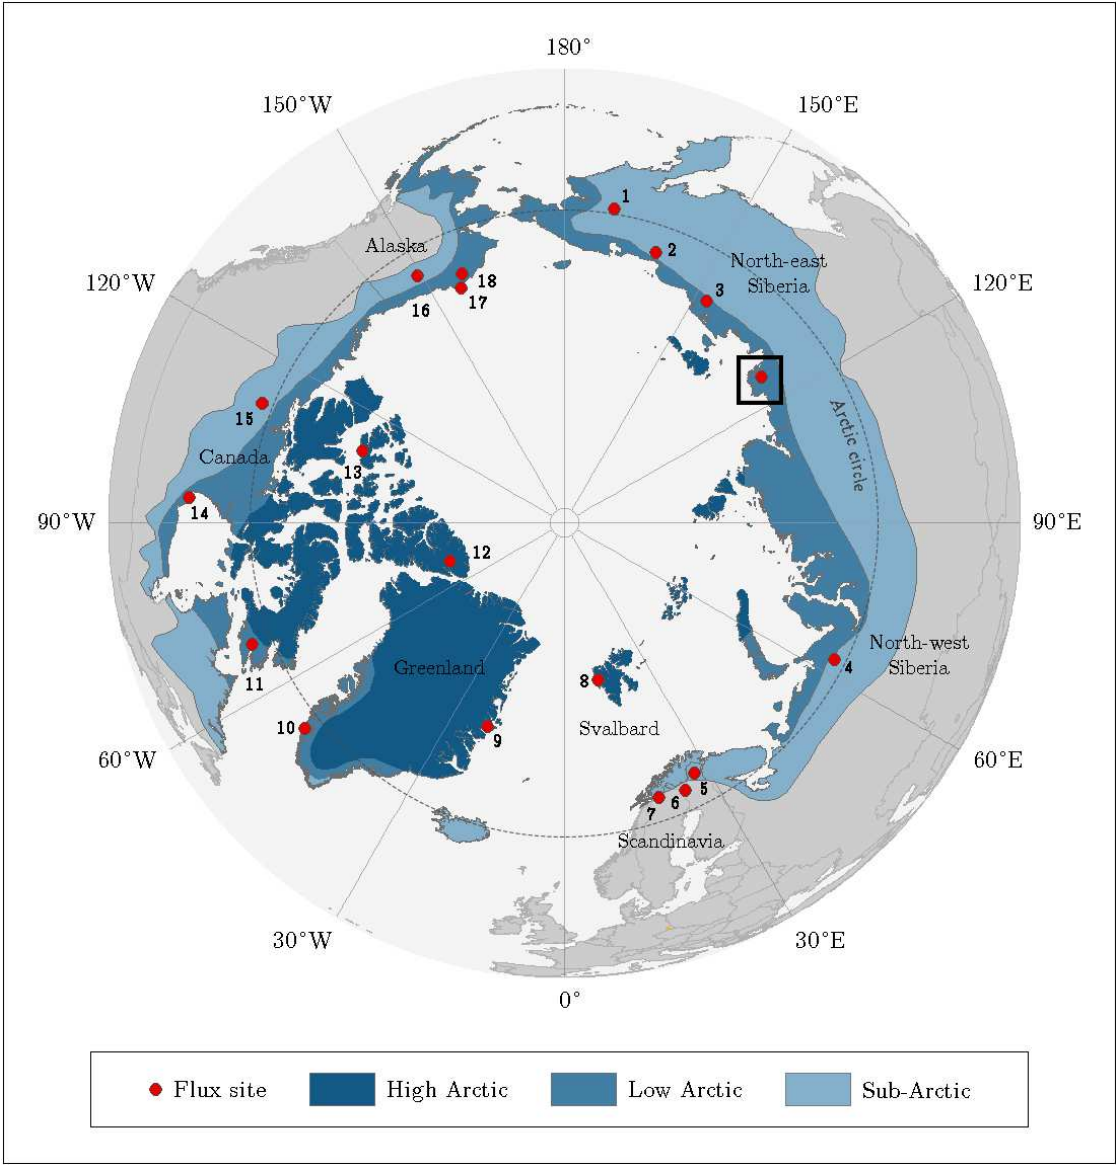 180°
150°W
150°E
1
Alaska
2
North-east
Siberia
18
3
120°W
120°E
16
17
15
Arctic circle
Canada
13
14
90°W
90°E
12
North-west
Siberia
Greenland
4
11
8
10
Svalbard
9
60°W
60°E
5
6
7
Scandinavia
30°W
30°E
0°
Flux site
High Arctic
Low Arctic
Sub-Arctic